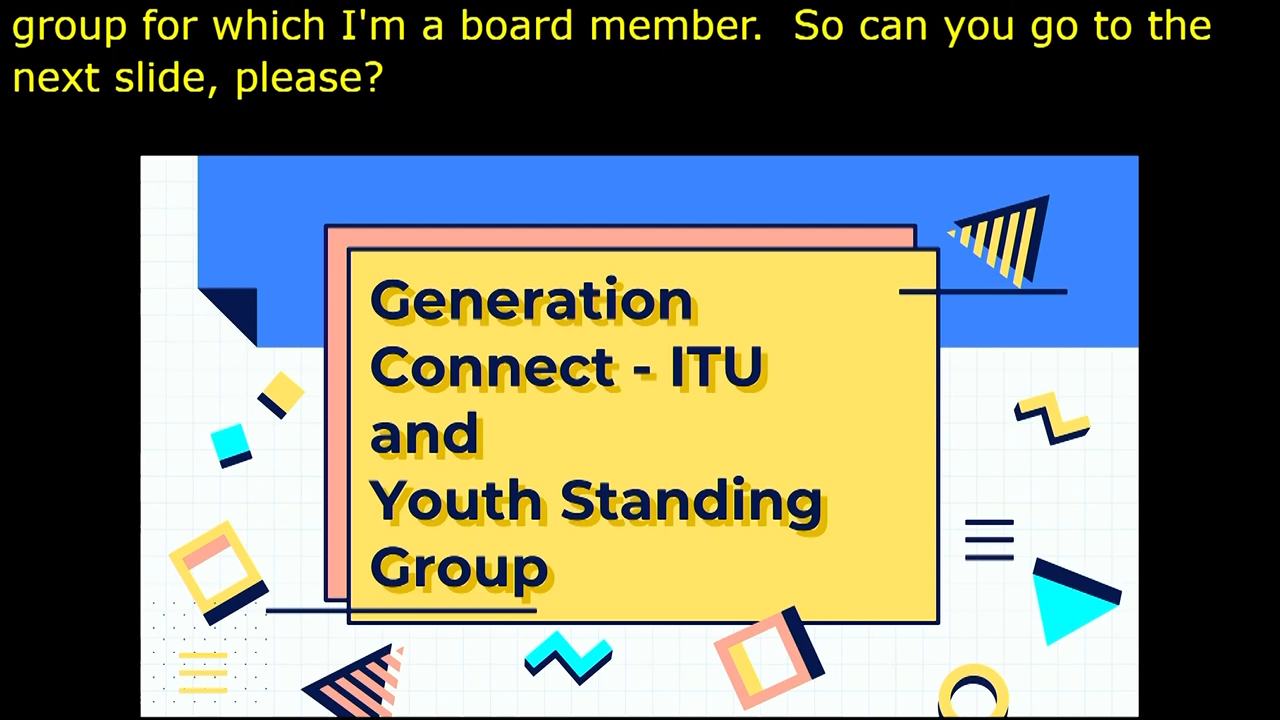 group for which I'm a board member.  So can you go to the
next slide, please?
Generation
Connect - ITU
and
Youth Standing
Group